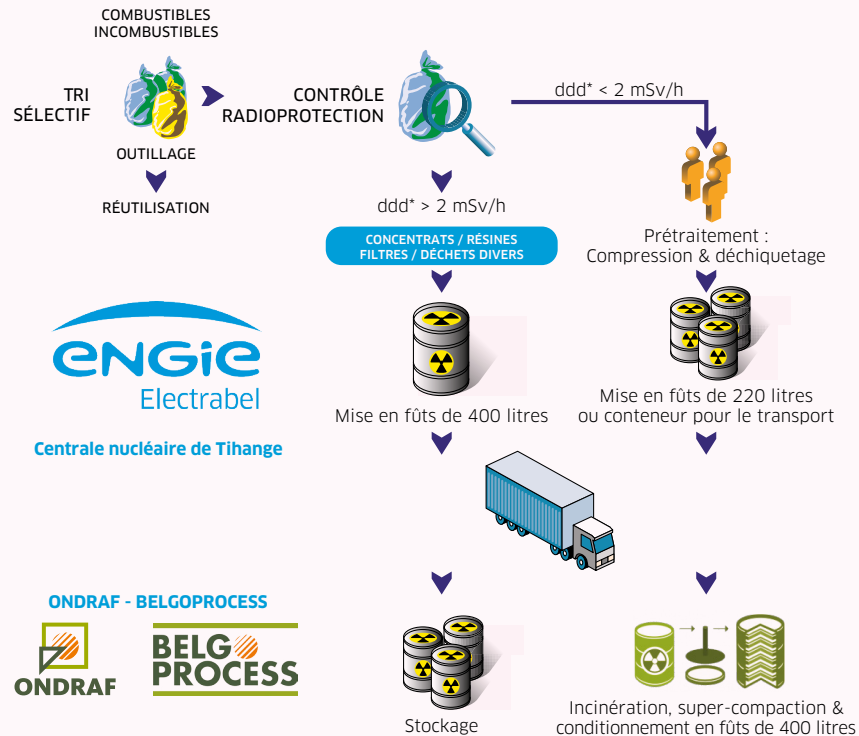 COMBUSTIBLES
INCOMBUSTIBLES
TRI
SÉLECTIF
OUTILLAGE
RÉUTILISATION
CONTRÔLE
RADIOPROTECTION
ddd* < 2 mSv/h
ddd* > 2 mSv/h
CONCENTRATS / RÉSINES
FILTRES / DÉCHETS DIVERS
Prétraitement :
Compression & déchiquetage
ENGIE
Electrabel
Centrale nucléaire de Tihange
Mise en fûts de 400 litres
Mise en fûts de 220 litres
ou conteneur pour le transport
ONDRAF - BELGOPROCESS
ONDRAF
BELG
PROCESS
Stockage
Incinération, super-compaction &
conditionnement en fûts de 400 litres